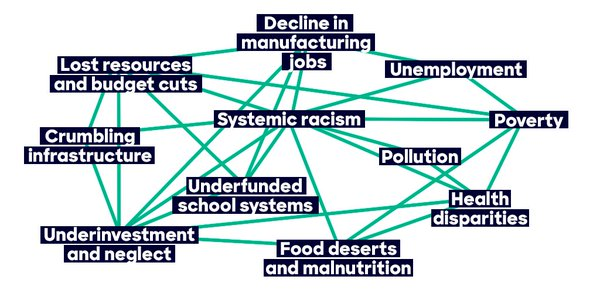 Decline in
manufacturing
jobs
Lost resources
and budget cuts
Unemployment
Systemic racism
Poverty
Crumbling
infrastructure
Pollution
Underfunded
school systems
Health
disparities
Underinvestment
and neglect
Food deserts
and malnutrition